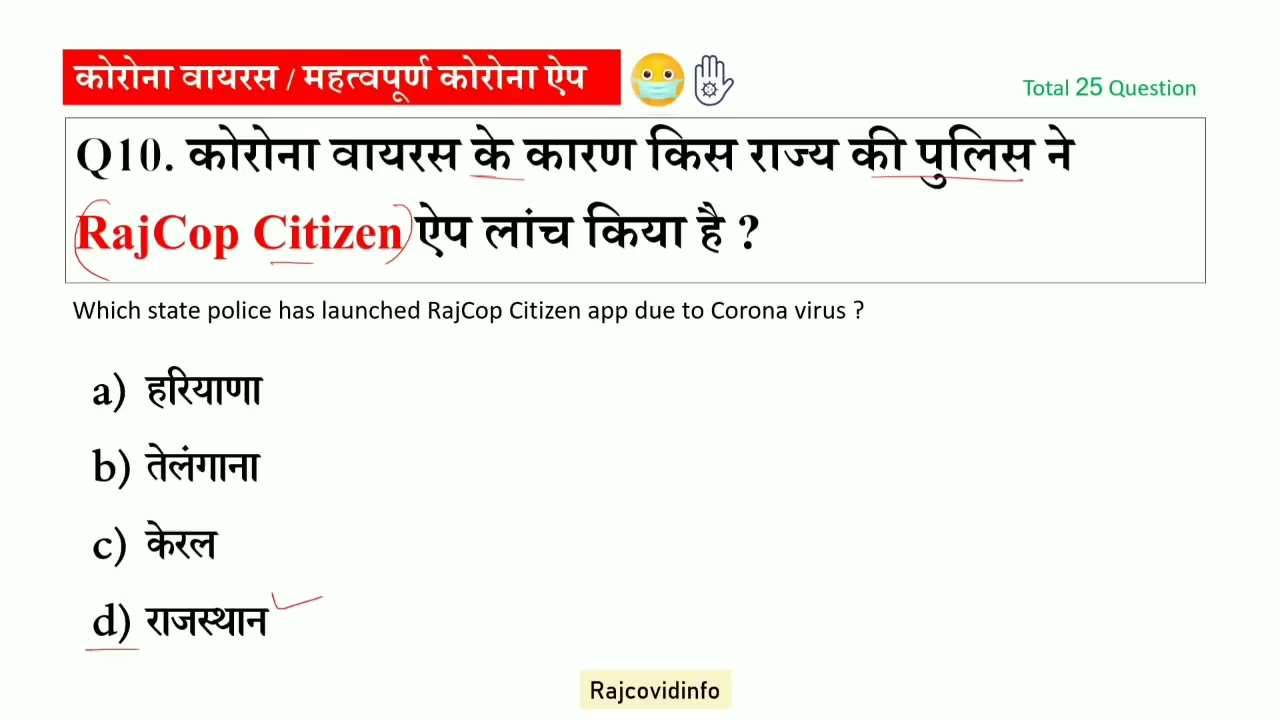 कोरोना वायरस / महत्वपूर्ण कोरोना ऐप
Total 25 Question
Q10. कोरोना वायरस के कारण किस राज्य की पुलिस ने
RajCop Citizen ऐप लांच किया है ?
Which state police has launched RajCop Citizen app due to Corona virus ?
a) हरियाणा
b) तेलंगाना
c) केरल
d) राजस्थान
Rajcovidinfo